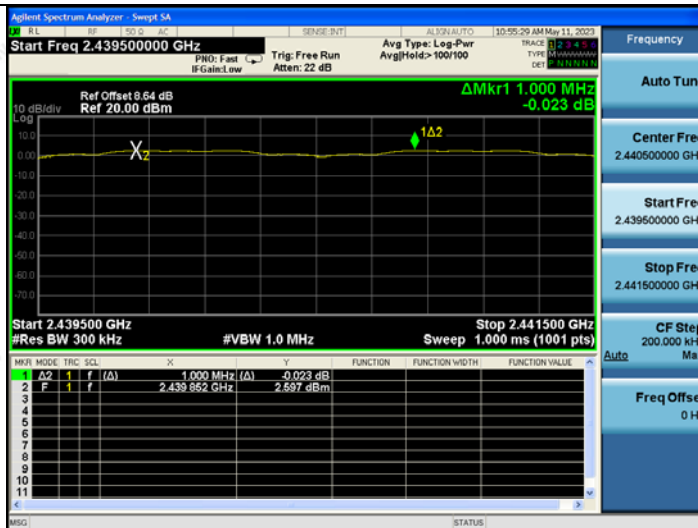 Agilent Spectrum Analyzer - Swept SA
RL RF 50 Ω AC SENSE:INT ALIGN AUTO 10:55:29 AM May 11, 2023
Start Freq 2.439500000 GHz
PNO: Fast
IFGain:Low
Trig: Free Run
Atten: 22 dB
Avg Type: Log-Pwr
Avg|Hold:> 100/100
TRACE 1 2 3 4 5 6
TYPE
DET P N N N N N
Ref Offset 8.64 dB
Ref 20.00 dBm
ΔMkr1 1.000 MHz
-0.023 dB
10 dB/div
Log
10.0
0.00
-10.0
-20.0
-30.0
-40.0
-50.0
-60.0
-70.0
X2
1Δ2
Start 2.439500 GHz
Stop 2.441500 GHz
#Res BW 300 kHz #VBW 1.0 MHz Sweep 1.000 ms (1001 pts)
MKR MODE TRC SCL X Y FUNCTION FUNCTION WIDTH FUNCTION VALUE
1 Δ2 1 f (Δ) 1.000 MHz (Δ) -0.023 dB
2 F 1 f 2.439 852 GHz 2.597 dBm
3
4
5
6
7
8
9
10
11
MSG STATUS
Frequency
Auto Tun
Center Fre
2.440500000 GH
Start Fre
2.439500000 GH
Stop Fre
2.441500000 GH
CF Step
200.000 kH
Auto Ma
Freq Offse
0 H